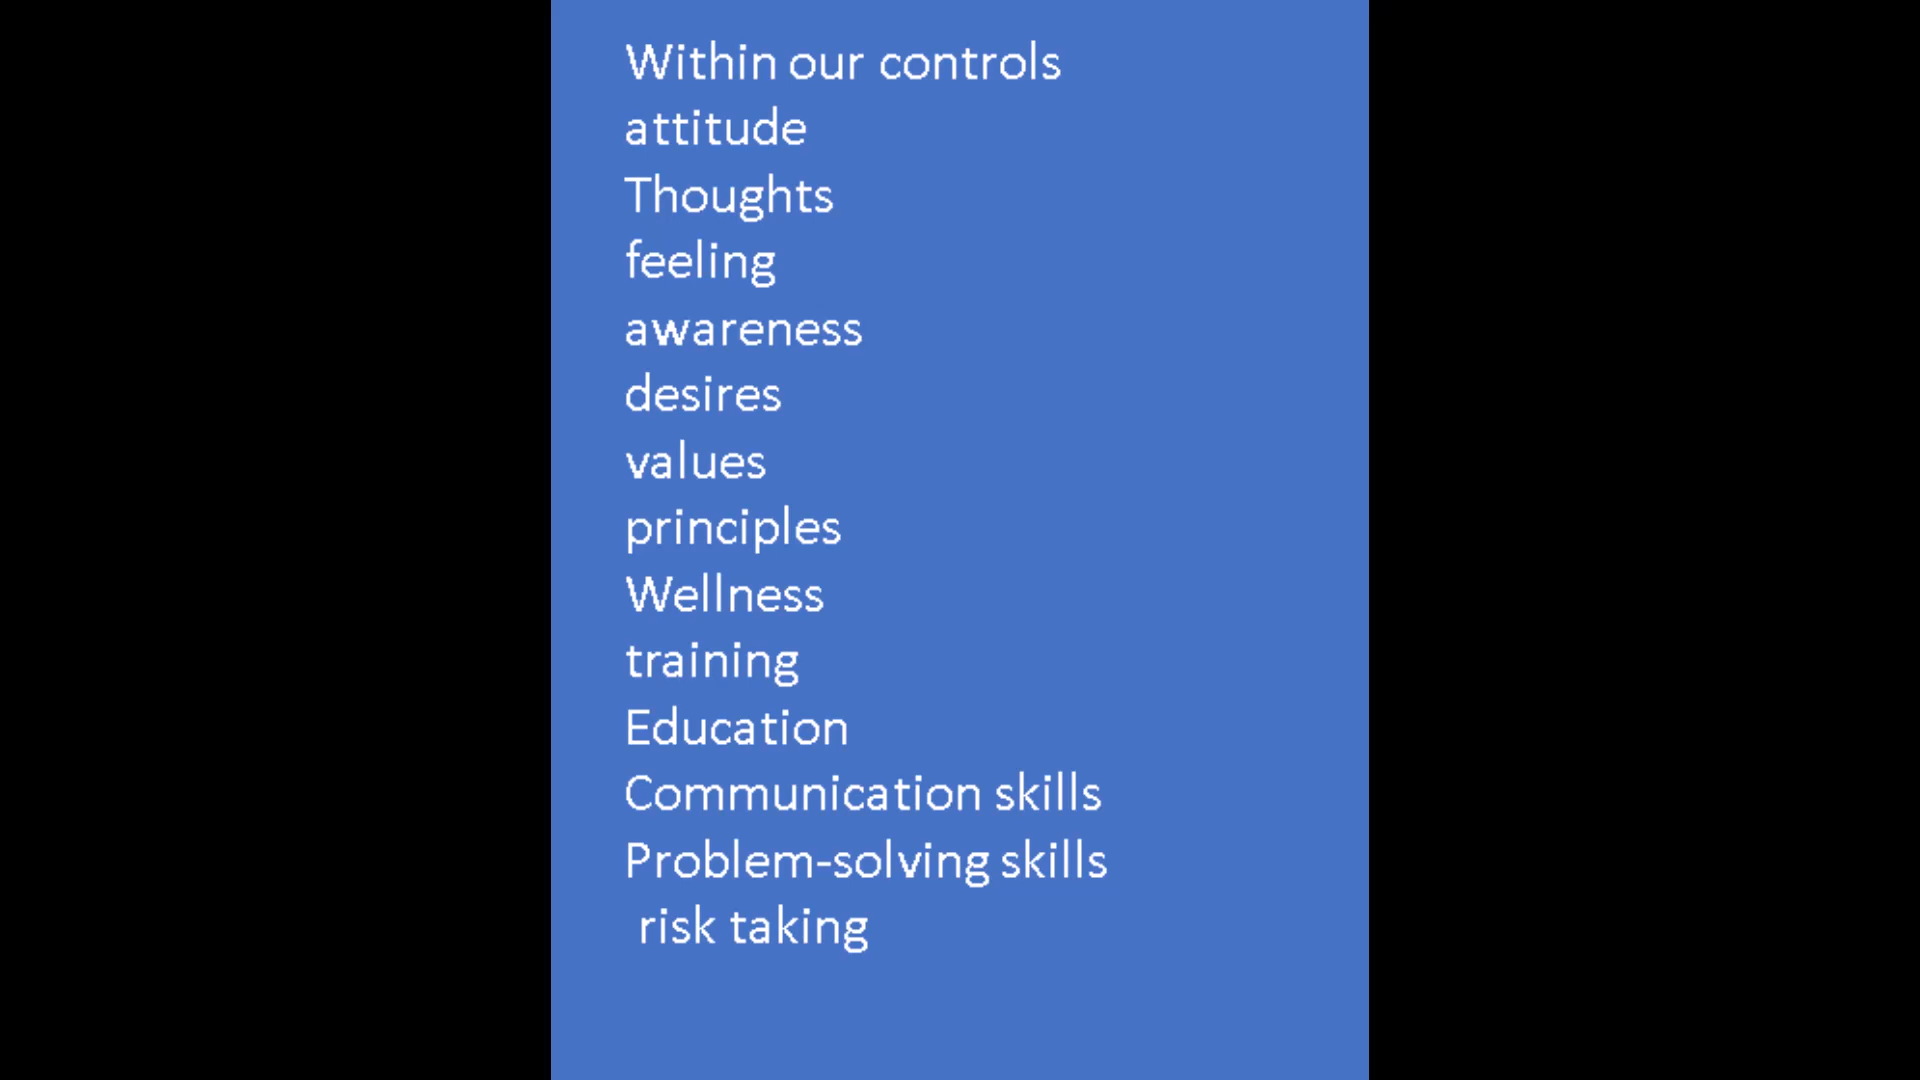 Within our controls
attitude
Thoughts
feeling
awareness
desires
values
principles
Wellness
training
Education
Communication skills
Problem-solving skills
risk taking